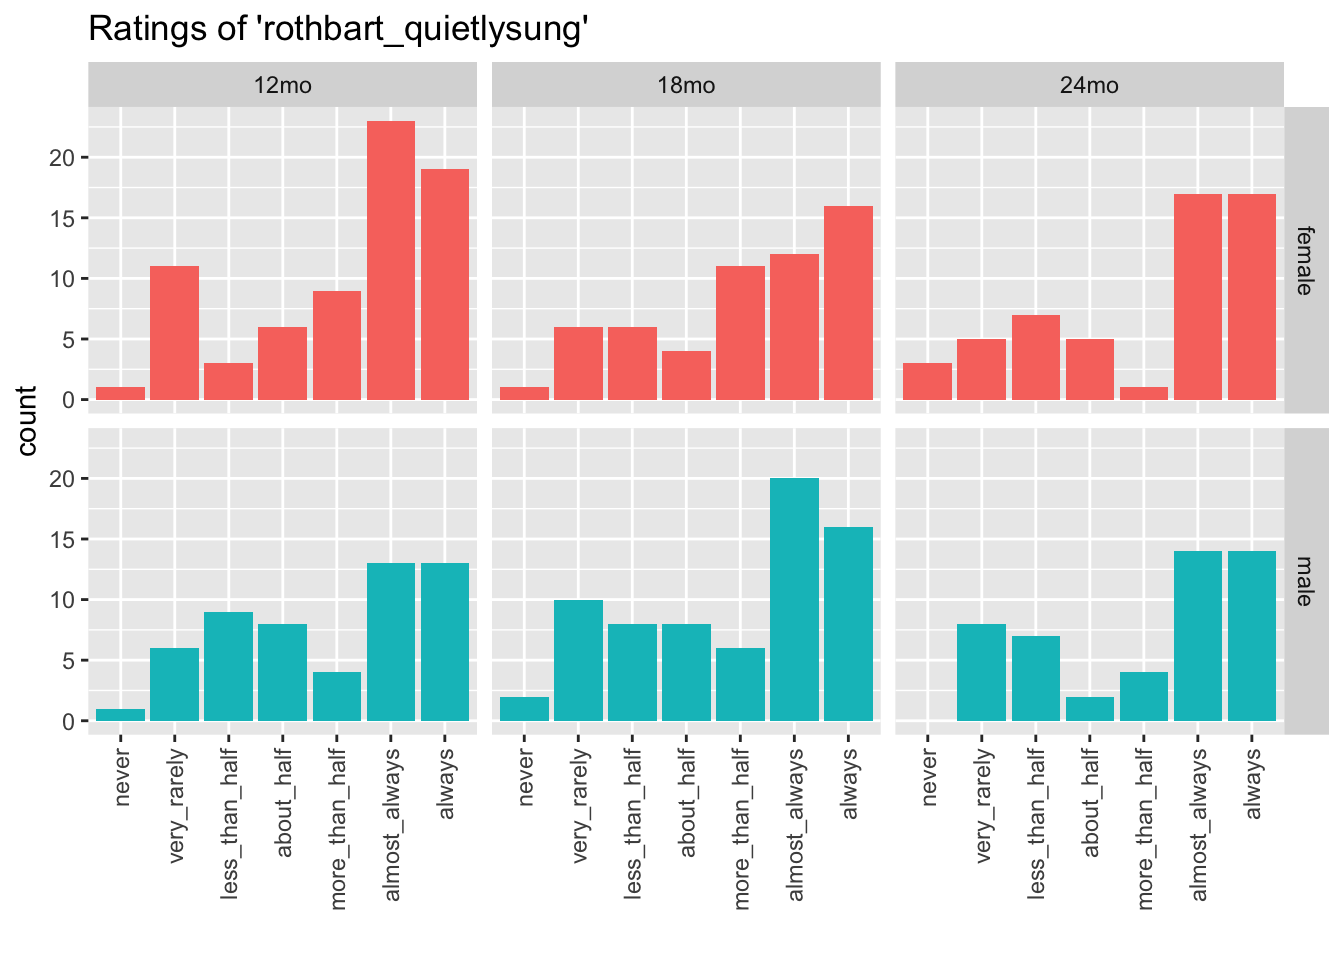 Ratings of 'rothbart_quietlysung'
12mo 18mo 24mo
count
20
15
10
5
0
female
20
15
10
5
0
male
never very_rarely less_than_half about_half more_than_half almost_always always
never very_rarely less_than_half about_half more_than_half almost_always always
never very_rarely less_than_half about_half more_than_half almost_always always